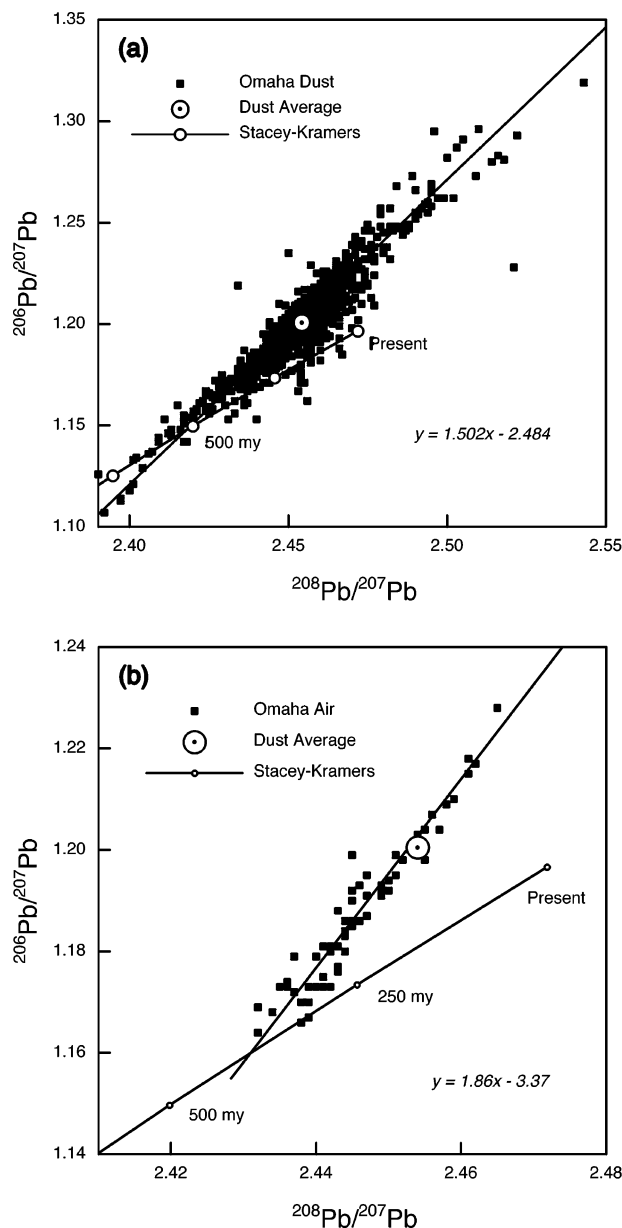 1.35
(a)
Omaha Dust
Dust Average
Stacey-Kramers
1.30
1.25
206Pb/207Pb
1.20
Present
1.15
500 my
y = 1.502x - 2.484
1.10
2.40
2.45
2.50
2.55
208Pb/207Pb
1.24
(b)
Omaha Air
Dust Average
Stacey-Kramers
1.22
1.20
206Pb/207Pb
Present
1.18
250 my
1.16
y = 1.86x - 3.37
500 my
1.14
2.42
2.44
2.46
2.48
208Pb/207Pb